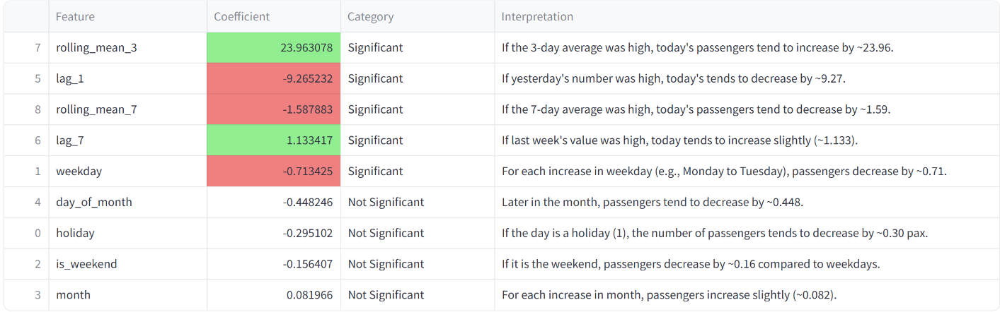 Feature Coefficient Category Interpretation
7 rolling_mean_3 23.963078 Significant If the 3-day average was high, today's passengers tend to increase by ~23.96.
5 lag_1 -9.265232 Significant If yesterday's number was high, today's tends to decrease by ~9.27.
8 rolling_mean_7 -1.587883 Significant If the 7-day average was high, today's passengers tend to decrease by ~1.59.
6 lag_7 1.133417 Significant If last week's value was high, today tends to increase slightly (~1.133).
1 weekday -0.713425 Significant For each increase in weekday (e.g., Monday to Tuesday), passengers decrease by ~0.71.
4 day_of_month -0.448246 Not Significant Later in the month, passengers tend to decrease by ~0.448.
0 holiday -0.295102 Not Significant If the day is a holiday (1), the number of passengers tends to decrease by ~0.30 pax.
2 is_weekend -0.156407 Not Significant If it is the weekend, passengers decrease by ~0.16 compared to weekdays.
3 month 0.081966 Not Significant For each increase in month, passengers increase slightly (~0.082).